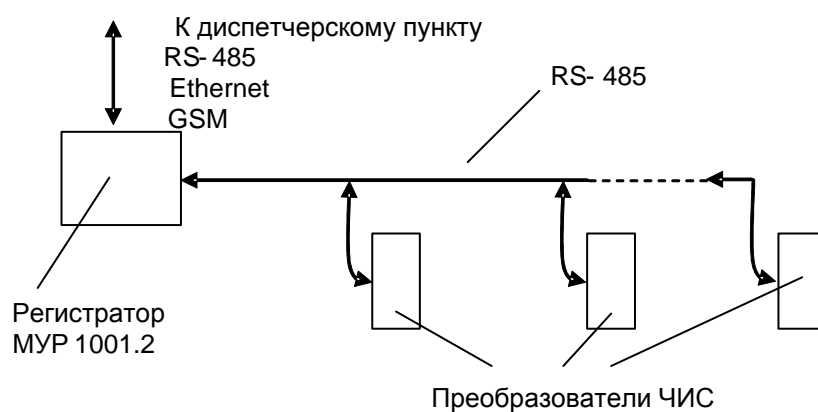 К диспетчерскому пункту
RS- 485
Ethernet
GSM
RS- 485
Регистратор
МУР 1001.2
Преобразователи ЧИС